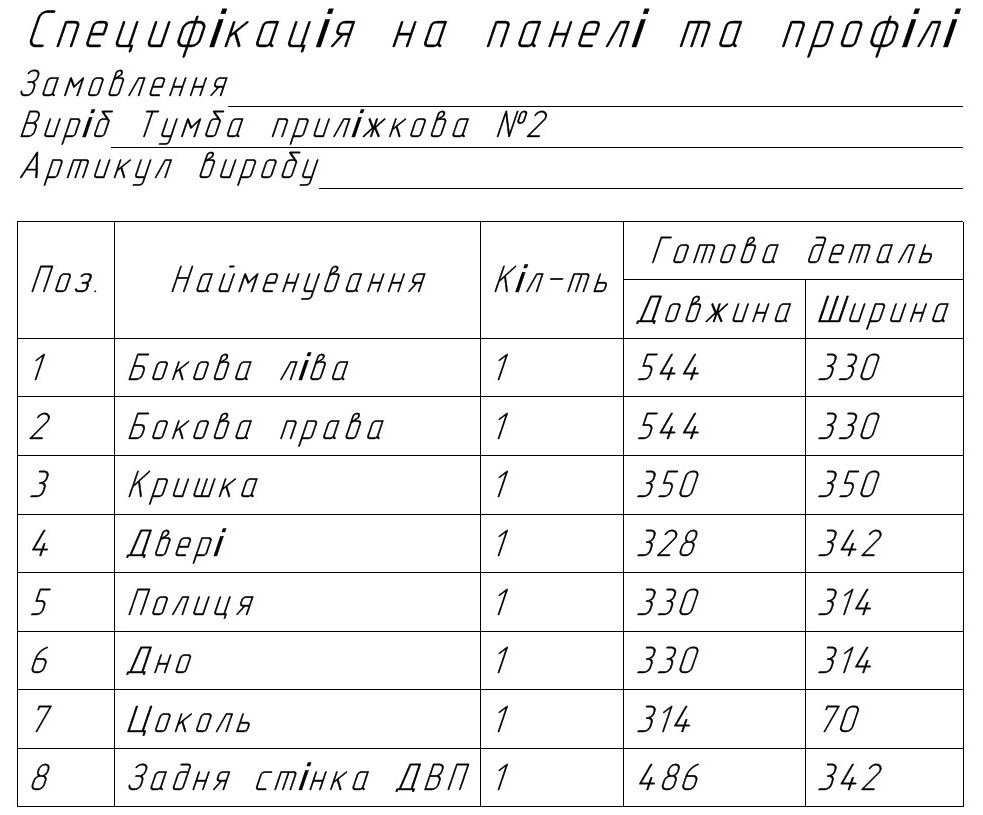 Специфікація на панелі та профілі
Замовлення
Виріб Тумба приліжкова №2
Артикул виробу
Поз. Найменування Кіл-ть Готова деталь
Довжина Ширина
1 Бокова ліва 1 544 330
2 Бокова права 1 544 330
3 Кришка 1 350 350
4 Двері 1 328 342
5 Полиця 1 330 314
6 Дно 1 330 314
7 Цоколь 1 314 70
8 Задня стінка ДВП 1 486 342